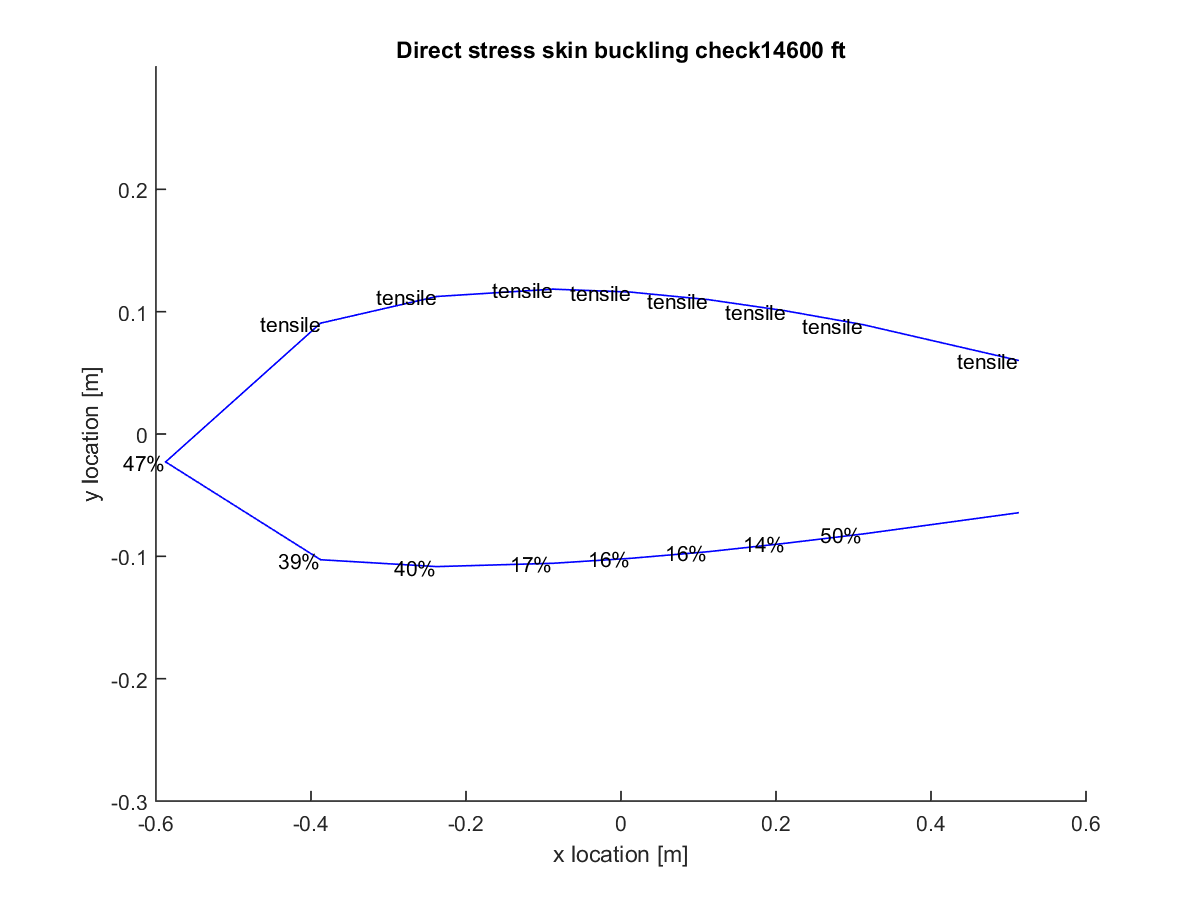 Direct stress skin buckling check14600 ft
0.2
0.1
0
-0.1
-0.2
-0.3
y location [m]
tensile
tensile
tensile
tensile
tensile
tensile
tensile
tensile
47%
39%
40%
17%
16%
16%
14%
50%
-0.6
-0.4
-0.2
0
0.2
0.4
0.6
x location [m]